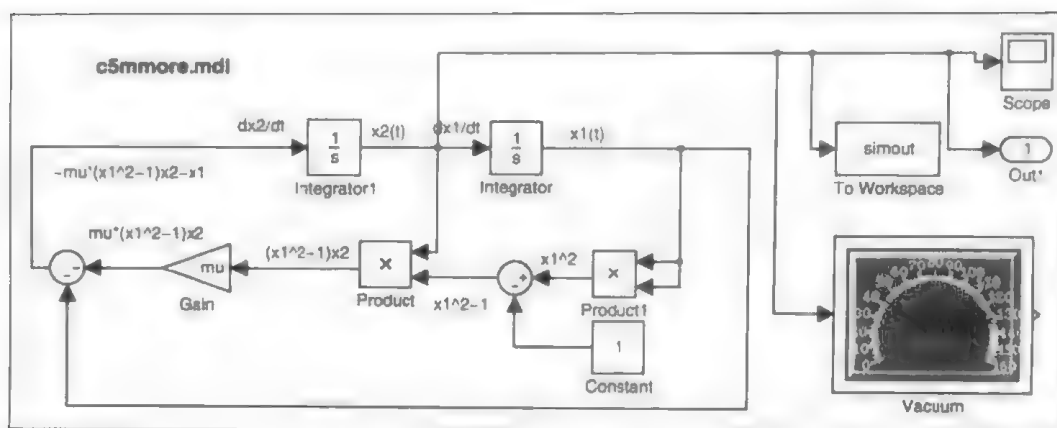 c5mmore.mdl
Scope
dx2/dt
1
s
x2(t)
dx1/dt
1
s
x1(t)
simout
1
Integrator1
Integrator
To Workspace
Out1
-mu*(x1^2-1)x2-x1
mu*(x1^2-1)x2
(x1^2-1)x2
x1^2
mu
Gain
Product
x1^2-1
Product1
1
Constant
Vacuum